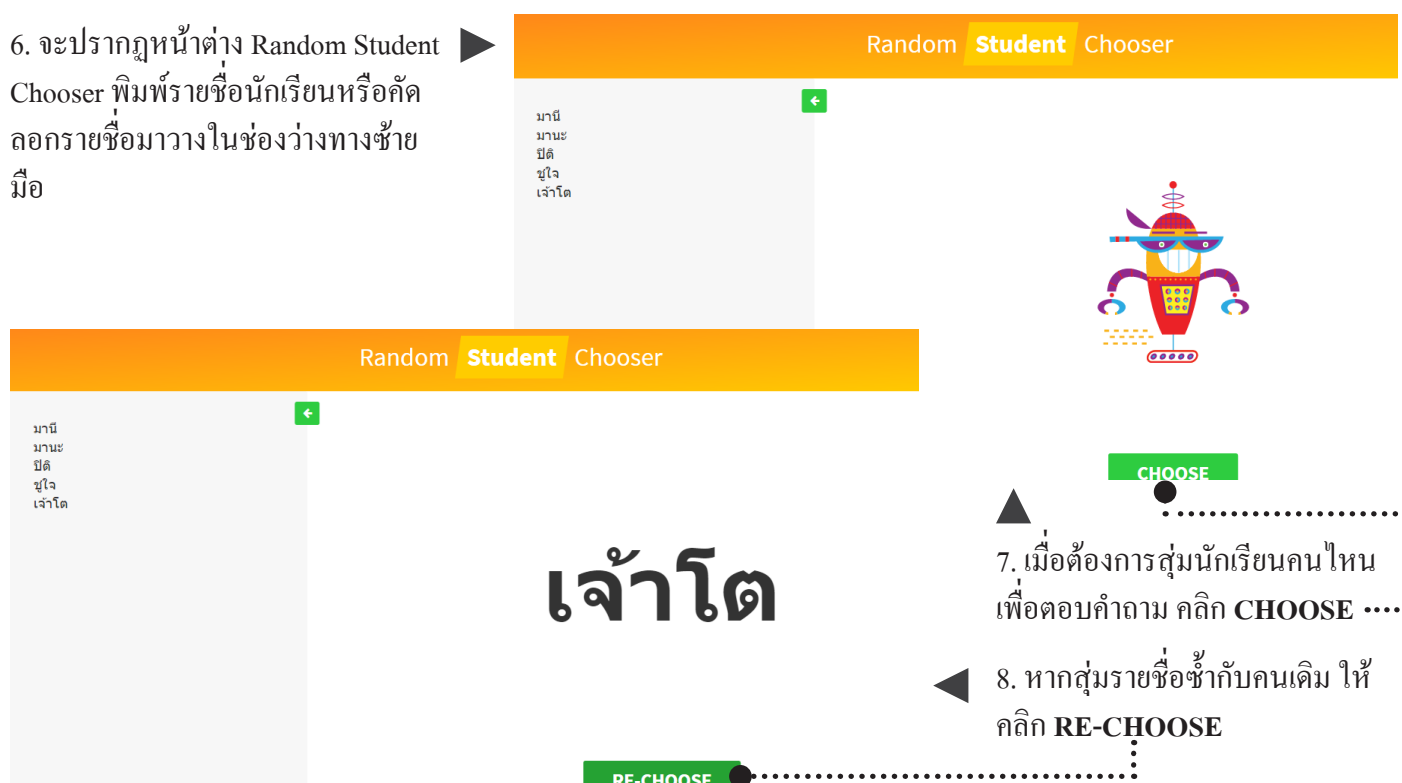 6. จะปรากฏหน้าต่าง Random Student
Chooser พิมพ์รายชื่อนักเรียนหรือคัด
ลอกรายชื่อมาวางในช่องว่างทางซ้าย
มือ
Random Student Chooser
มานี
มานะ
ปิติ
ชูใจ
เจ้าโต
CHOOSE
Random Student Chooser
มานี
มานะ
ปิติ
ชูใจ
เจ้าโต
เจ้าโต
RE-CHOOSE
7. เมื่อต้องการสุ่มนักเรียนคนไหน
เพื่อตอบคำถาม คลิก CHOOSE
8. หากสุ่มรายชื่อซ้ำกับคนเดิม ให้
คลิก RE-CHOOSE